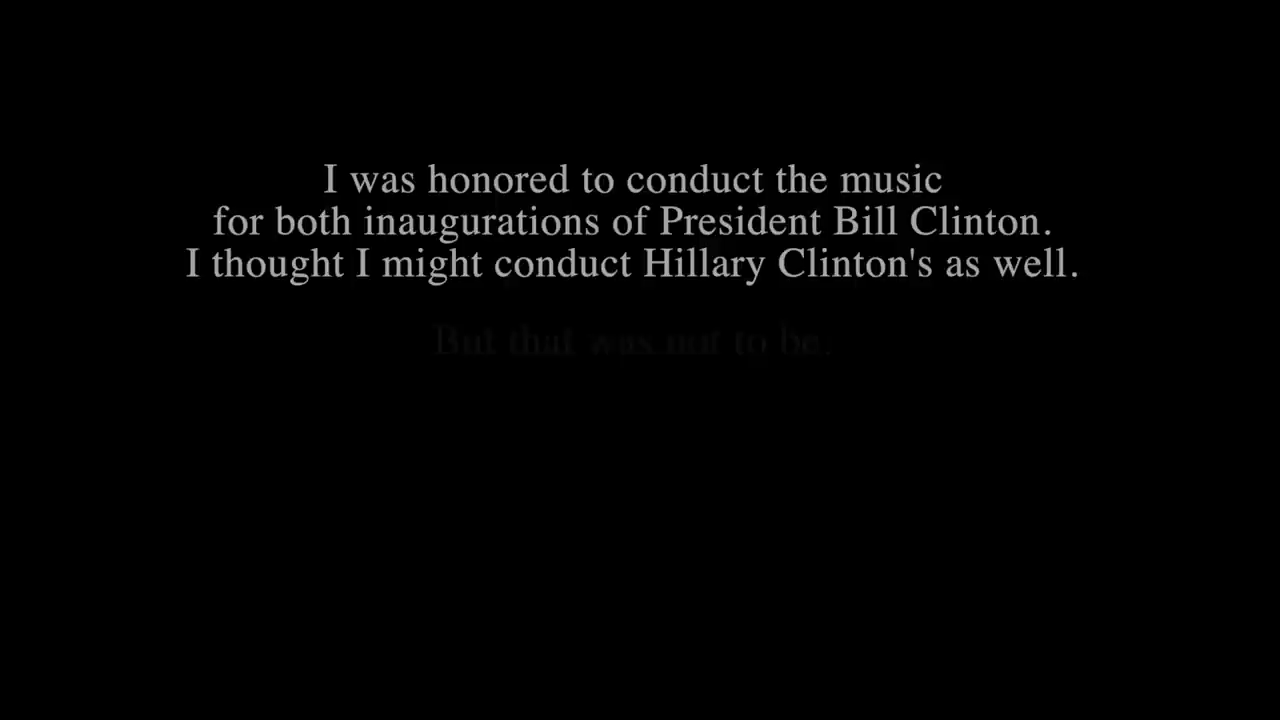 I was honored to conduct the music
for both inaugurations of President Bill Clinton.
I thought I might conduct Hillary Clinton's as well.
But that was not to be.